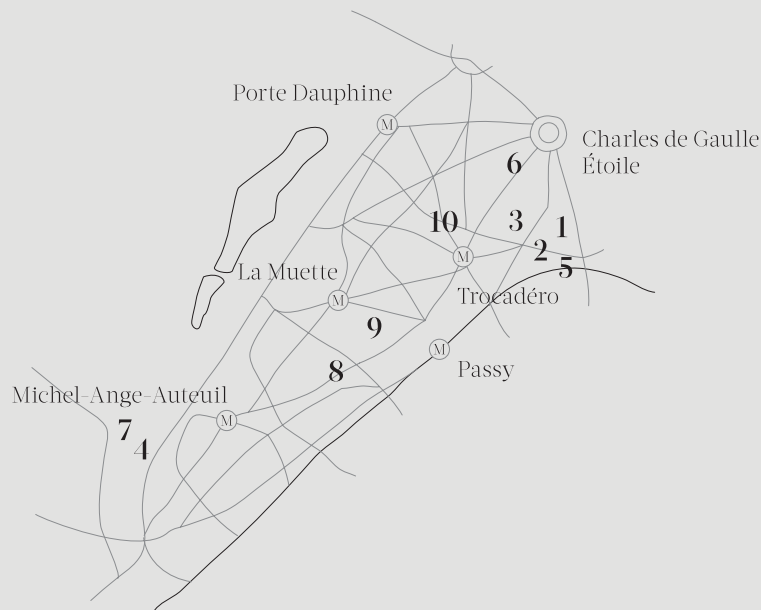 Porte Dauphine
M
Charles de Gaulle
Étoile
6
10
3
1
2
5
M
La Muette
M
Trocadéro
9
M
Passy
8
Michel-Ange-Auteuil
M
7
4